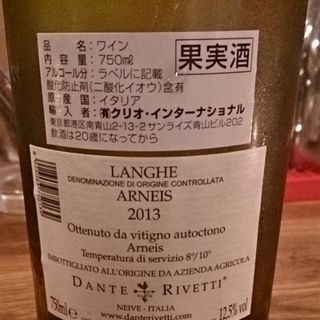 品名：ワイン
内容量：750mℓ
アルコール分：ラベルに記載
果実酒
酸化防止剤(二酸化イオウ)含有
原産国：イタリア
輸入者：㈲クリオ・インターナショナル
東京都港区南青山2-13-2サンライズ青山ビル202
飲酒は20歳になってから
LANGHE
DENOMINAZIONE DI ORIGINE CONTROLLATA
ARNEIS
2013
Ottenuto da vitigno autoctono
Arneis
Temperatura di servizio 8°/10°
IMBOTTIGLIATO ALL'ORIGINE DA AZIENDA AGRICOLA
DANTE RIVETTI
NEIVE - ITALIA
www.danterivetti.com
750ml e
12,5% vol